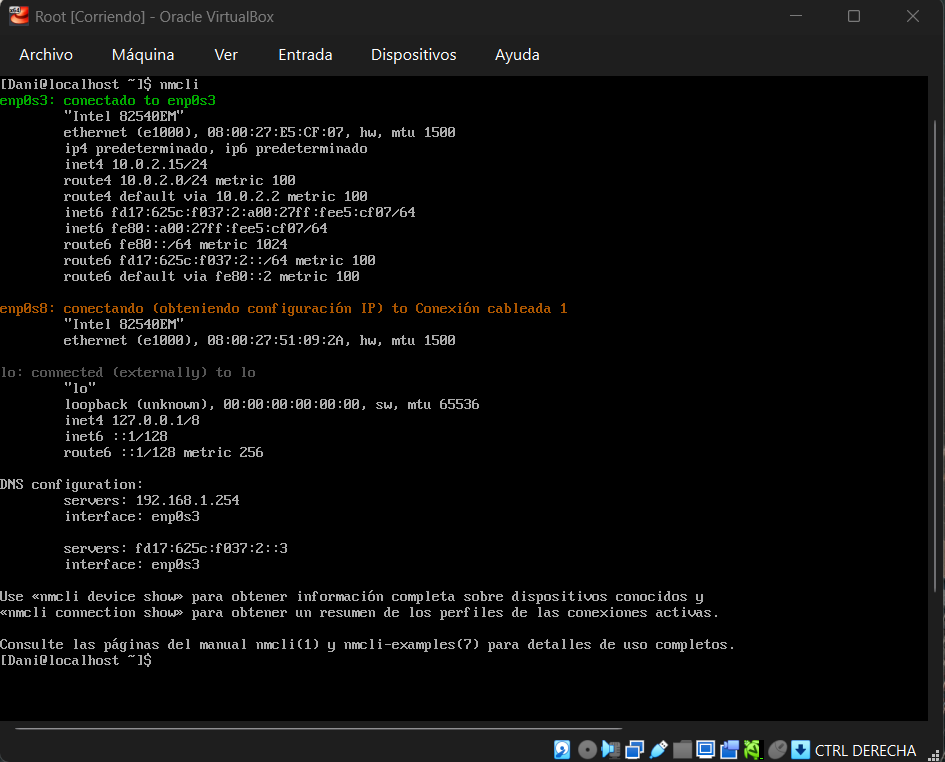 Root [Corriendo] - Oracle VirtualBox
Archivo Máquina Ver Entrada Dispositivos Ayuda
[Dani@localhost ~]$ nmcli
enp0s3: conectado to enp0s3
"Intel 82540EM"
ethernet (e1000), 08:00:27:E5:CF:07, hw, mtu 1500
ip4 predeterminado, ip6 predeterminado
inet4 10.0.2.15/24
route4 10.0.2.0/24 metric 100
route4 default via 10.0.2.2 metric 100
inet6 fd17:625c:f037:2:a00:27ff:fee5:cf07/64
inet6 fe80::a00:27ff:fee5:cf07/64
route6 fe80::/64 metric 1024
route6 fd17:625c:f037:2::/64 metric 100
route6 default via fe80::2 metric 100
enp0s8: conectando (obteniendo configuración IP) to Conexión cableada 1
"Intel 82540EM"
ethernet (e1000), 08:00:27:51:09:2A, hw, mtu 1500
lo: connected (externally) to lo
"lo"
loopback (unknown), 00:00:00:00:00:00, sw, mtu 65536
inet4 127.0.0.1/8
inet6 ::1/128
route6 ::1/128 metric 256
DNS configuration:
servers: 192.168.1.254
interface: enp0s3
servers: fd17:625c:f037:2::3
interface: enp0s3
Use «nmcli device show» para obtener información completa sobre dispositivos conocidos y
«nmcli connection show» para obtener un resumen de los perfiles de las conexiones activas.
Consulte las páginas del manual nmcli(1) y nmcli-examples(7) para detalles de uso completos.
[Dani@localhost ~]$
CTRL DERECHA